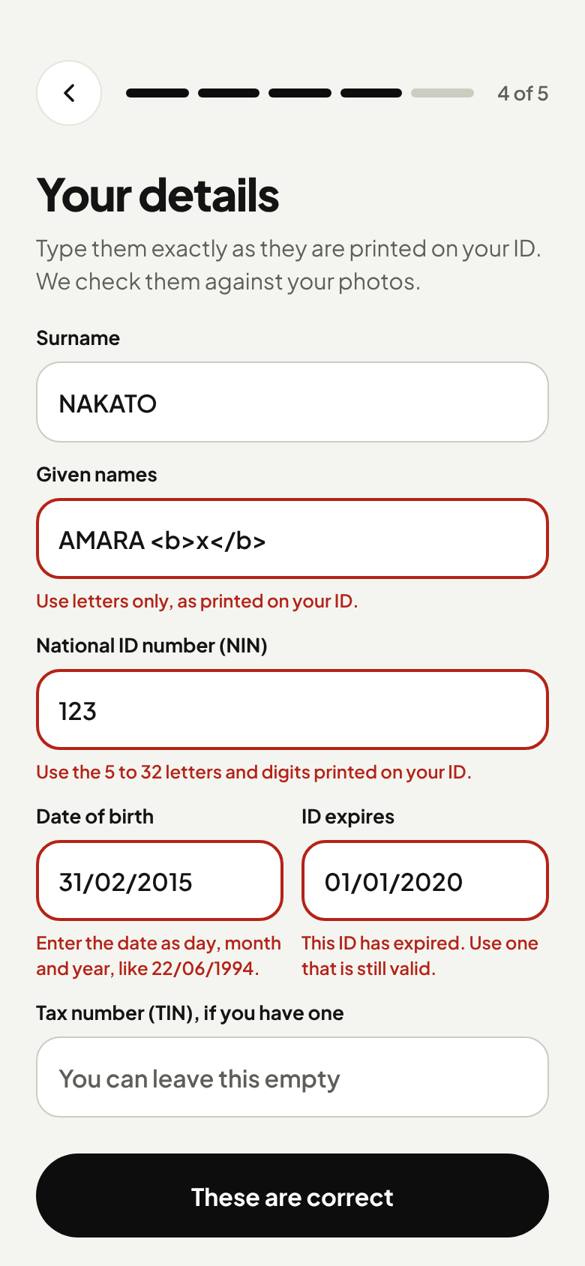 4 of 5
Your details
Type them exactly as they are printed on your ID.
We check them against your photos.
Surname
NAKATO
Given names
AMARA <b>x</b>
Use letters only, as printed on your ID.
National ID number (NIN)
123
Use the 5 to 32 letters and digits printed on your ID.
Date of birth
31/02/2015
Enter the date as day, month
and year, like 22/06/1994.
ID expires
01/01/2020
This ID has expired. Use one
that is still valid.
Tax number (TIN), if you have one
You can leave this empty
These are correct